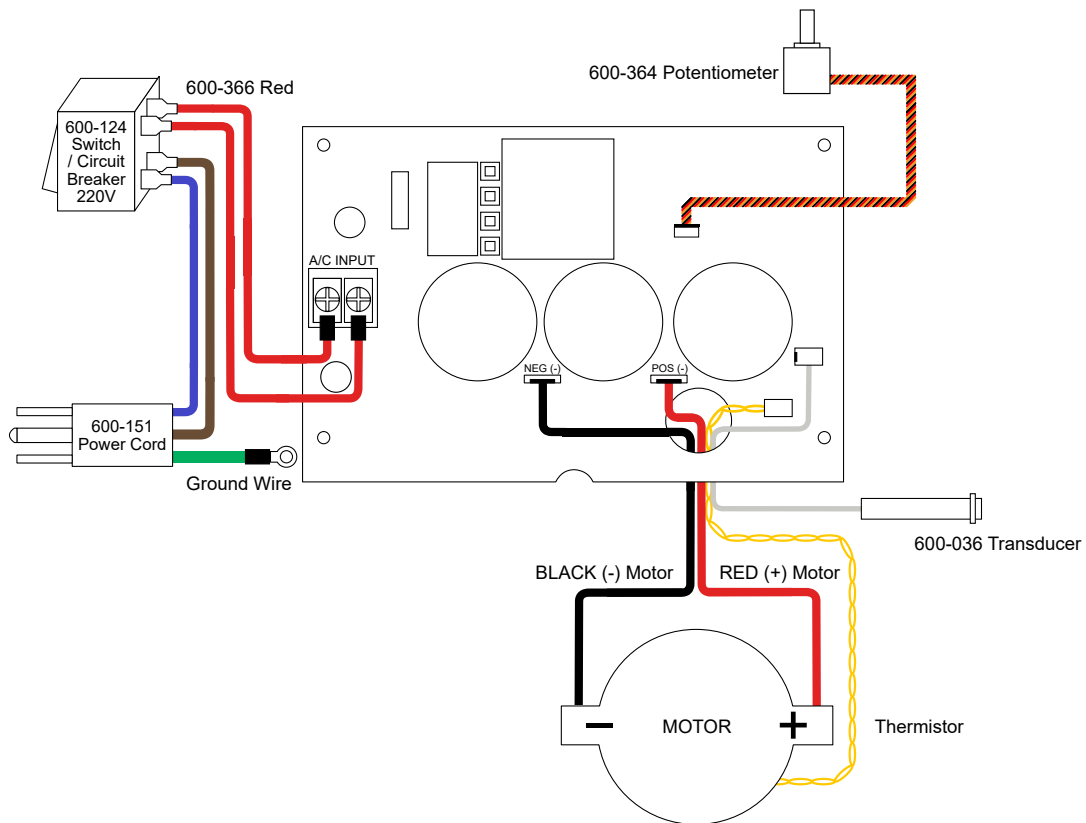 600-364 Potentiometer
600-366 Red
600-124
Switch
/ Circuit
Breaker
220V
A/C INPUT
NEG (-)
POS (-)
600-151
Power Cord
Ground Wire
600-036 Transducer
BLACK (-) Motor
RED (+) Motor
− MOTOR +
Thermistor